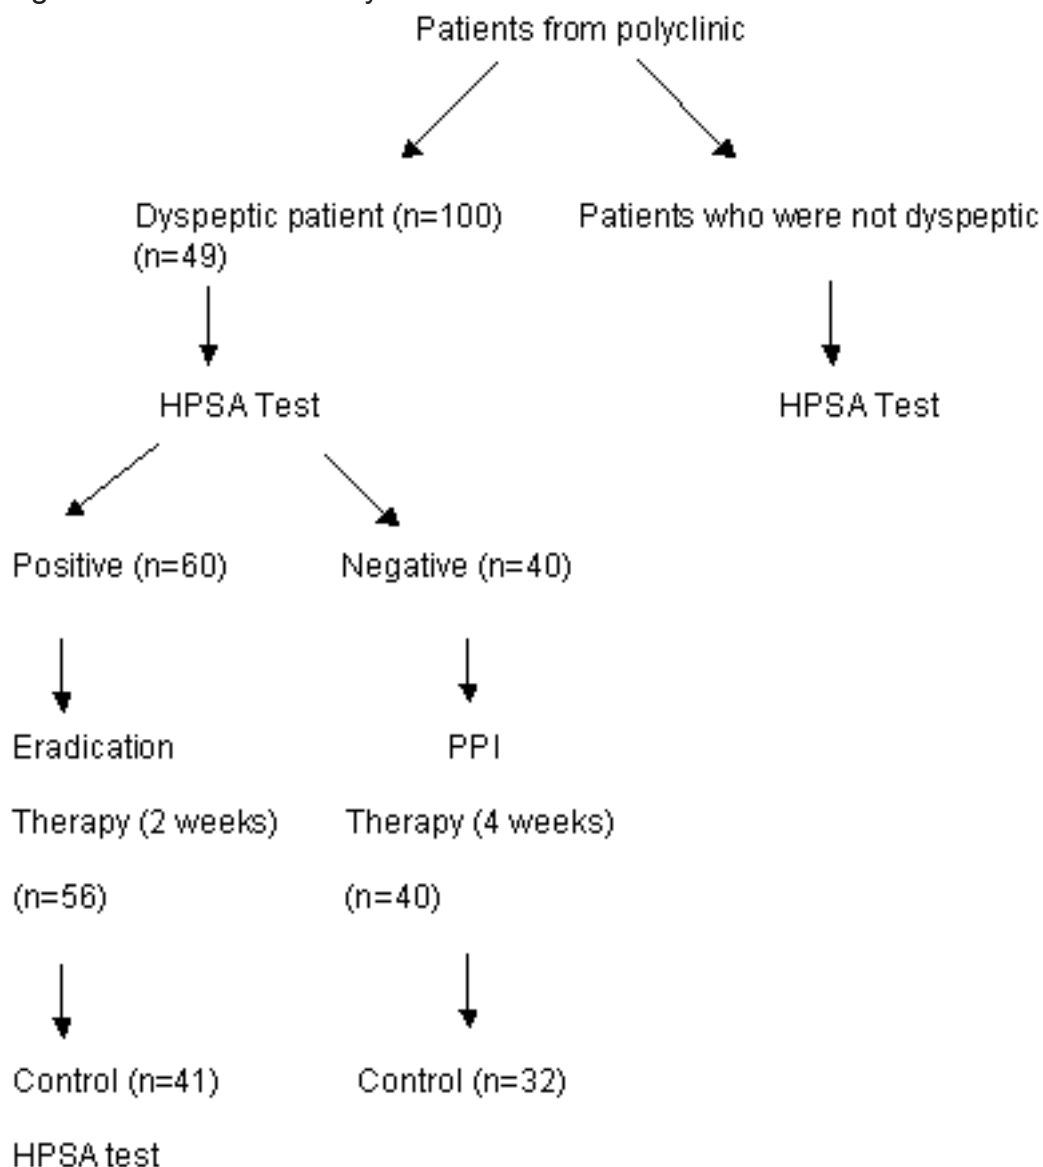 Patients from polyclinic
Dyspeptic patient (n=100) Patients who were not dyspeptic
(n=49)
HPSA Test HPSA Test
Positive (n=60) Negative (n=40)
Eradication PPI
Therapy (2 weeks) Therapy (4 weeks)
(n=56) (n=40)
Control (n=41) Control (n=32)
HPSA test